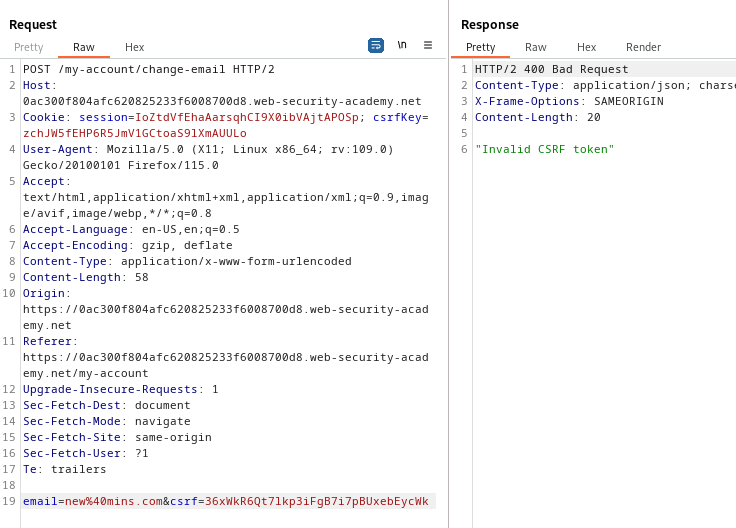 Request
Pretty Raw Hex \n
1 POST /my-account/change-email HTTP/2
2 Host:
0ac300f804afc620825233f6008700d8.web-security-academy.net
3 Cookie: session=IoZtdVfEhaAarsqhCI9X0ibVAjtAPOSp; csrfKey=
zchJW5fEHP6R5JmV1GCtoaS9lXmAUULo
4 User-Agent: Mozilla/5.0 (X11; Linux x86_64; rv:109.0)
Gecko/20100101 Firefox/115.0
5 Accept:
text/html,application/xhtml+xml,application/xml;q=0.9,imag
e/avif,image/webp,*/*;q=0.8
6 Accept-Language: en-US,en;q=0.5
7 Accept-Encoding: gzip, deflate
8 Content-Type: application/x-www-form-urlencoded
9 Content-Length: 58
10 Origin:
https://0ac300f804afc620825233f6008700d8.web-security-acad
emy.net
11 Referer:
https://0ac300f804afc620825233f6008700d8.web-security-acad
emy.net/my-account
12 Upgrade-Insecure-Requests: 1
13 Sec-Fetch-Dest: document
14 Sec-Fetch-Mode: navigate
15 Sec-Fetch-Site: same-origin
16 Sec-Fetch-User: ?1
17 Te: trailers
18
19 email=new%40mins.com&csrf=36xWkR6Qt7lkp3iFgB7i7pBUxebEycWk
Response
Pretty Raw Hex Render
1 HTTP/2 400 Bad Request
2 Content-Type: application/json; charse
3 X-Frame-Options: SAMEORIGIN
4 Content-Length: 20
5
6 "Invalid CSRF token"